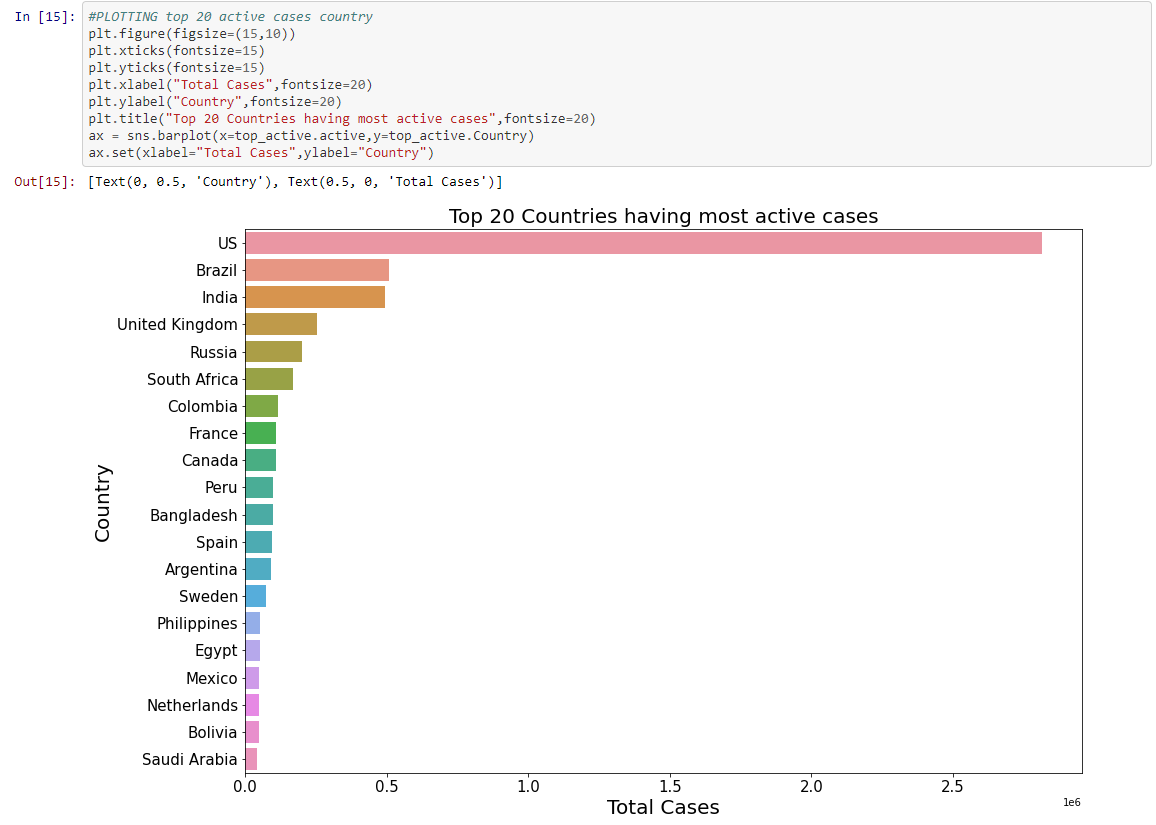 In [15]: #PLOTTING top 20 active cases country
plt.figure(figsize=(15,10))
plt.xticks(fontsize=15)
plt.yticks(fontsize=15)
plt.xlabel("Total Cases",fontsize=20)
plt.ylabel("Country",fontsize=20)
plt.title("Top 20 Countries having most active cases",fontsize=20)
ax = sns.barplot(x=top_active.active,y=top_active.Country)
ax.set(xlabel="Total Cases",ylabel="Country")
Out[15]: [Text(0, 0.5, 'Country'), Text(0.5, 0, 'Total Cases')]
Top 20 Countries having most active cases
US
Brazil
India
United Kingdom
Russia
South Africa
Colombia
France
Canada
Peru
Bangladesh
Spain
Argentina
Sweden
Philippines
Egypt
Mexico
Netherlands
Bolivia
Saudi Arabia
Country
0.0 0.5 1.0 1.5 2.0 2.5
1e6
Total Cases